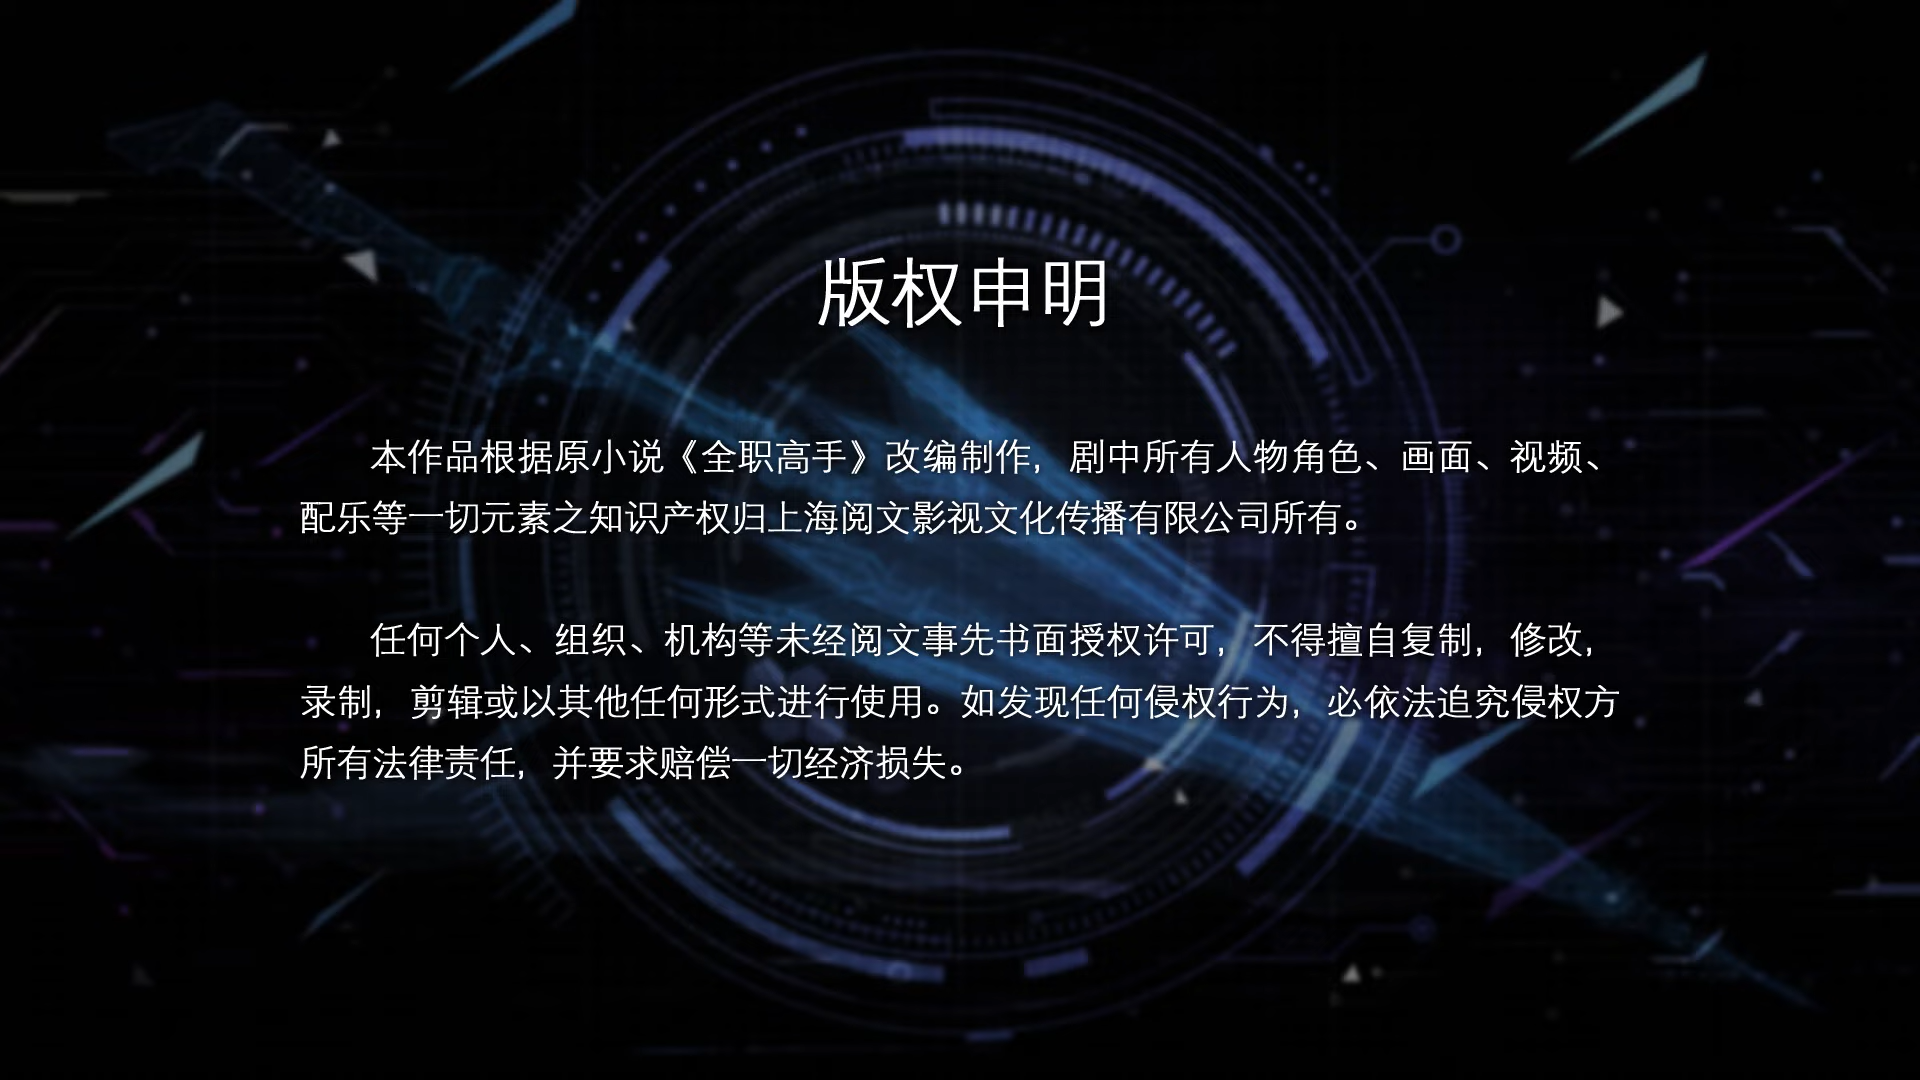 版权申明
本作品根据原小说《全职高手》改编制作，剧中所有人物角色、画面、视频、
配乐等一切元素之知识产权归上海阅文影视文化传播有限公司所有。
任何个人、组织、机构等未经阅文事先书面授权许可，不得擅自复制，修改，
录制，剪辑或以其他任何形式进行使用。如发现任何侵权行为，必依法追究侵权方
所有法律责任，并要求赔偿一切经济损失。